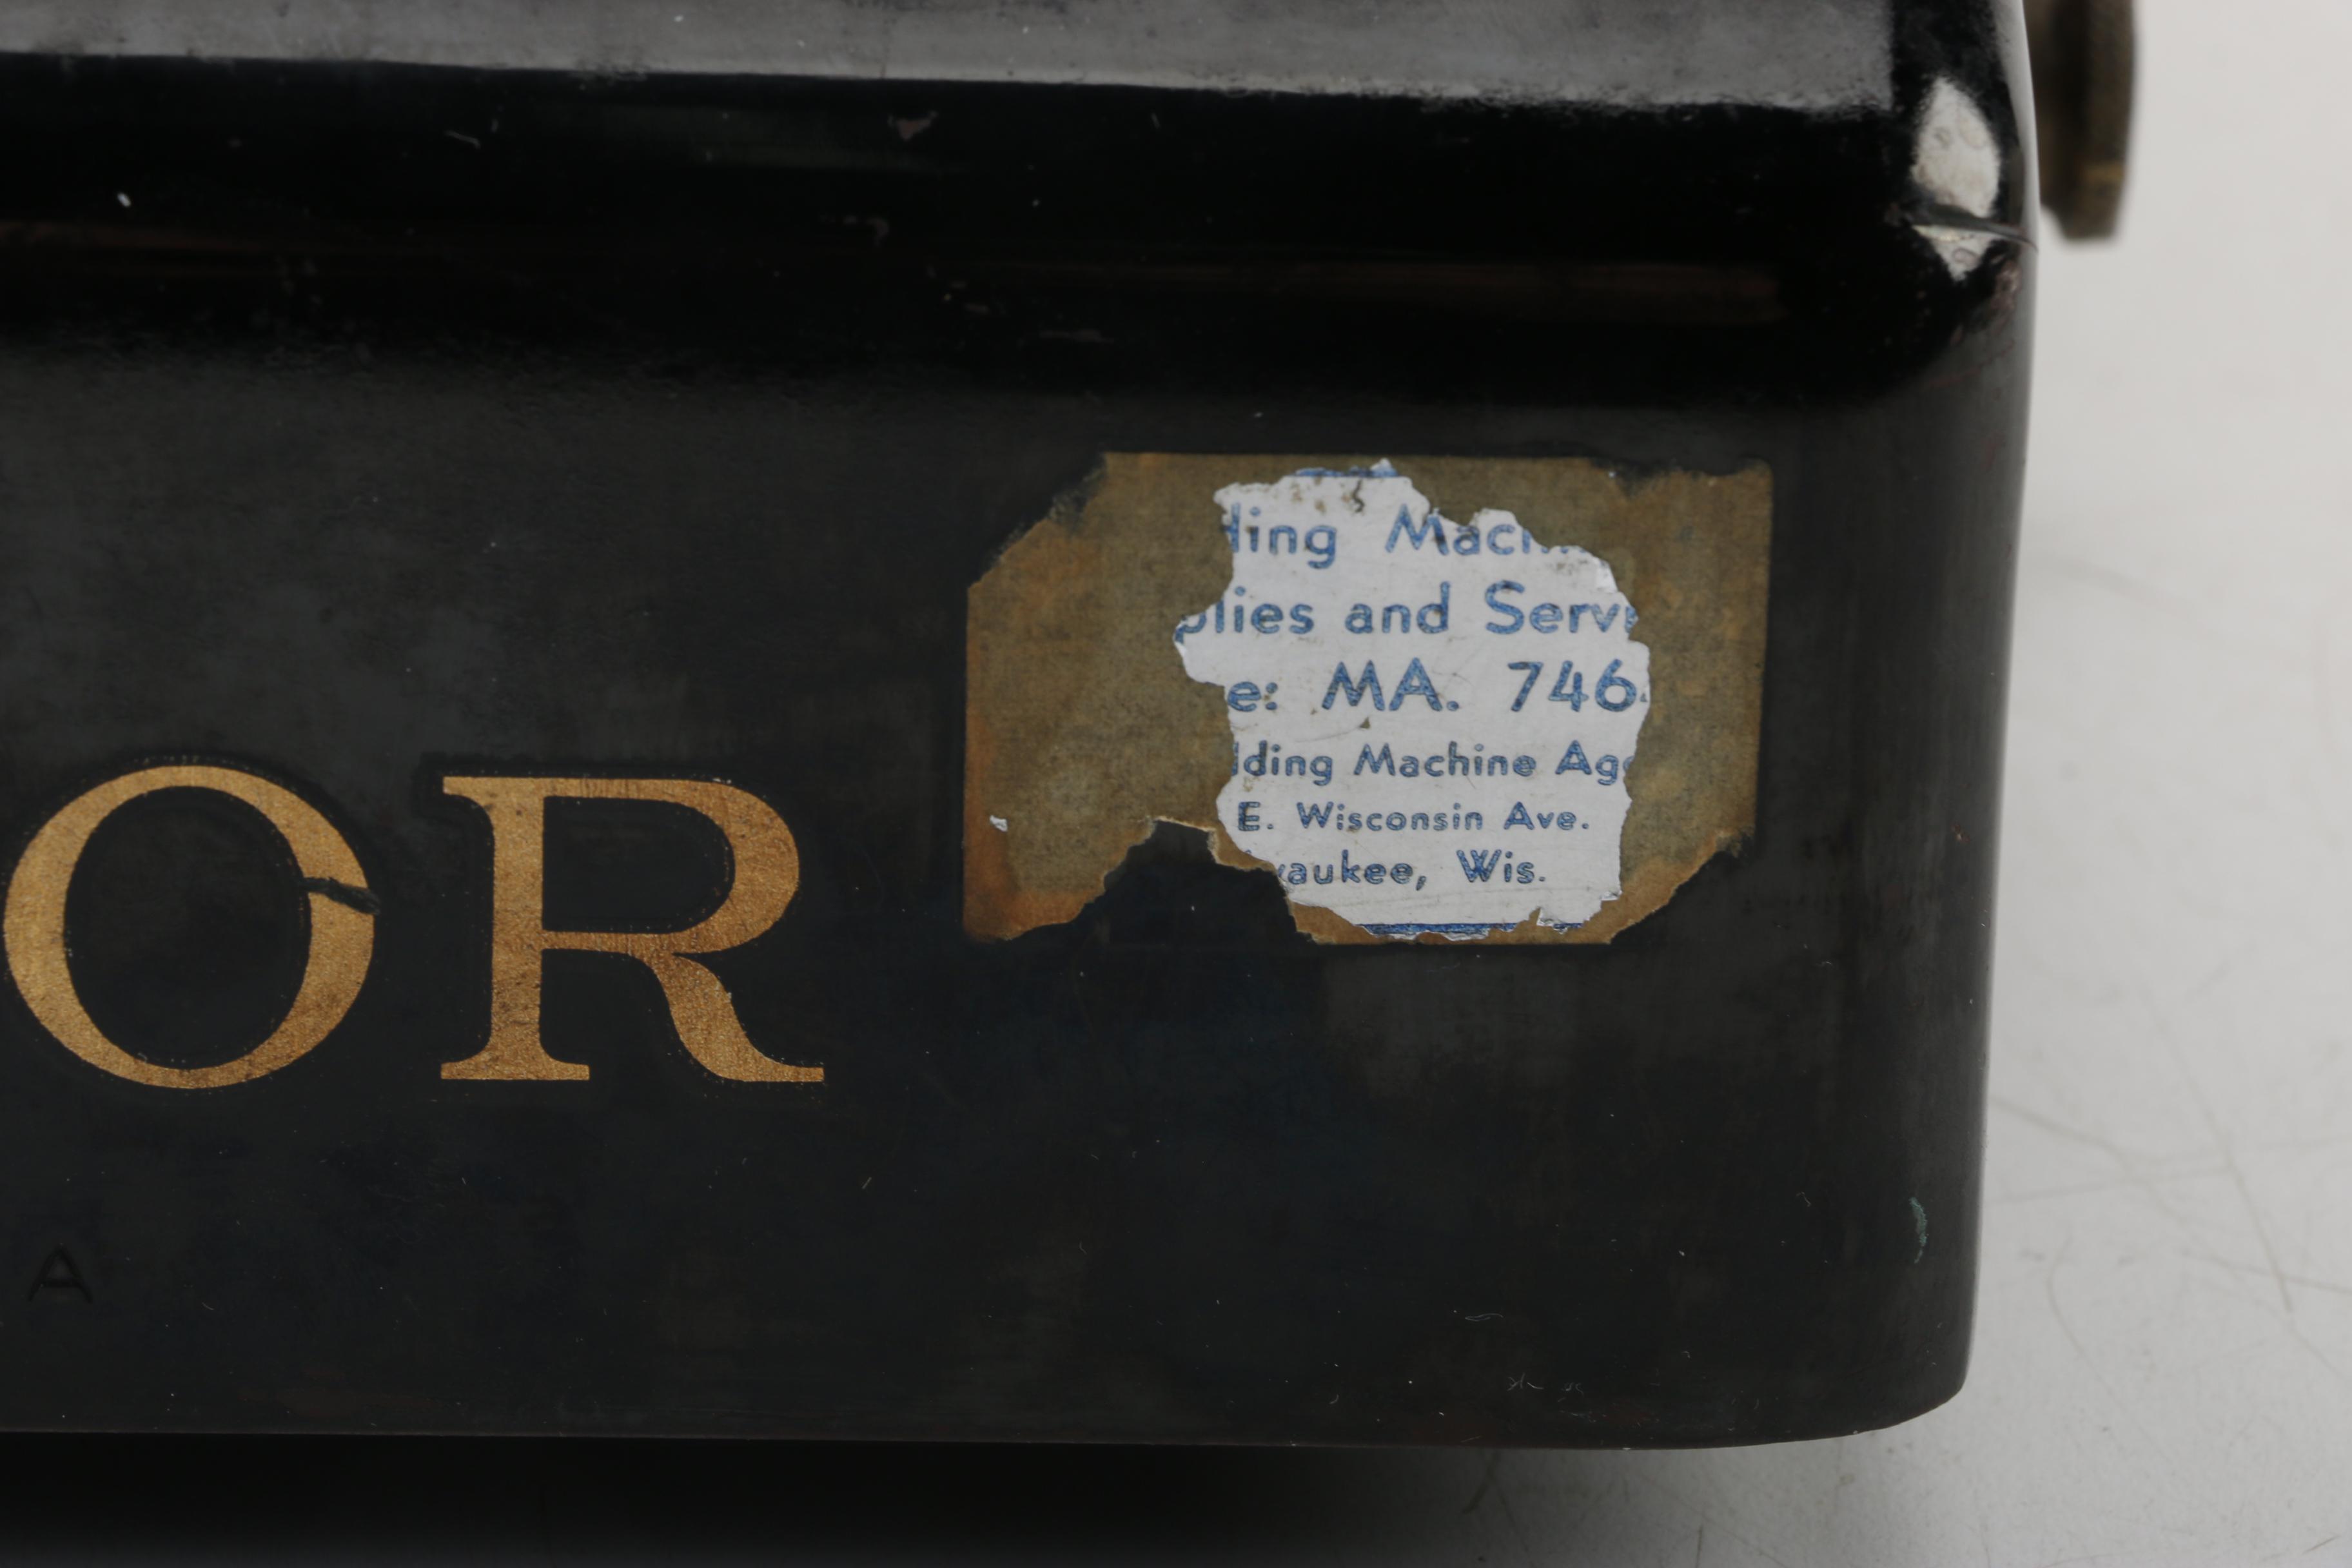 OR
A
ding Mach
plies and Serv
e: MA. 746
dding Machine Ag
E. Wisconsin Ave.
waukee, Wis.